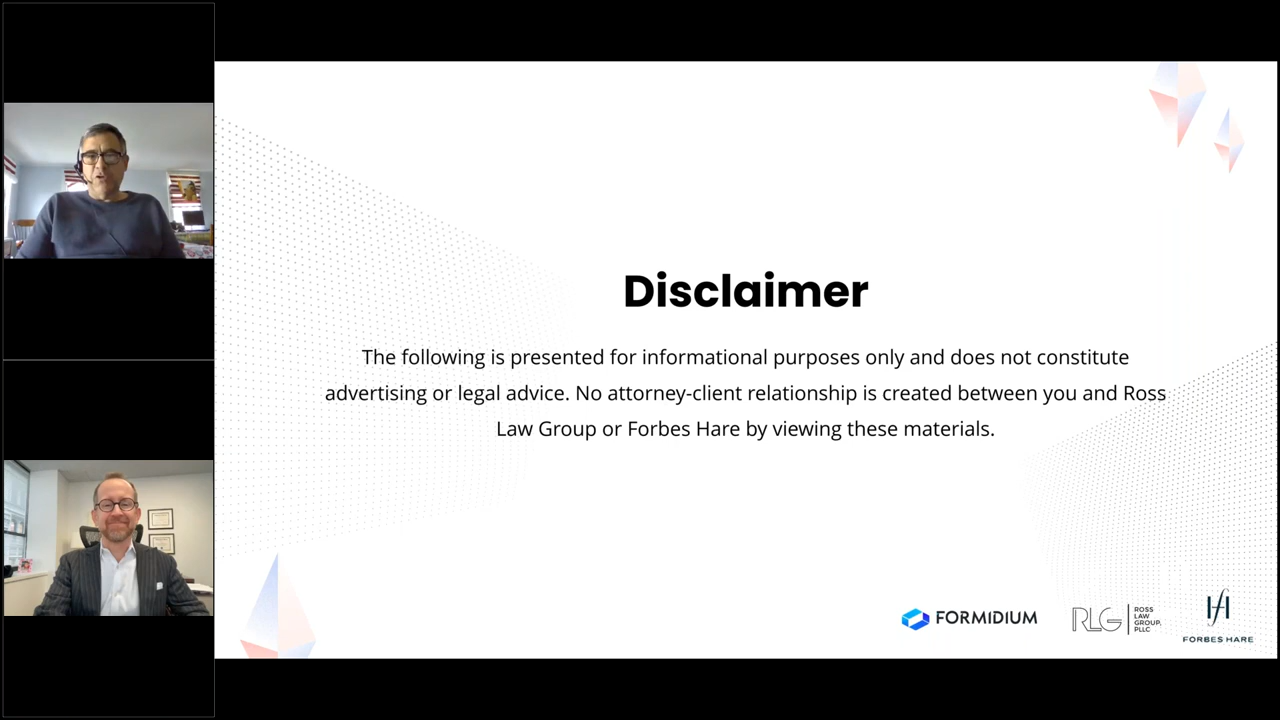 Disclaimer
The following is presented for informational purposes only and does not constitute
advertising or legal advice. No attorney-client relationship is created between you and Ross
Law Group or Forbes Hare by viewing these materials.
FORMIDIUM
RLG
ROSS
LAW
GROUP,
PLLC
FORBES HARE